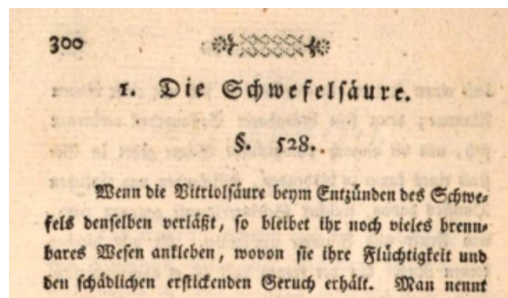 300
1. Die Schwefelſäure.
§. 528.
Wenn die Vitriolſäure beym Entzünden des Schwe-
fels denſelben verläßt, ſo bleibet ihr noch vieles brenn-
bares Weſen ankleben, wovon ſie ihre Flüchtigkeit und
den ſchädlichen erſtickenden Geruch erhält. Man nennt